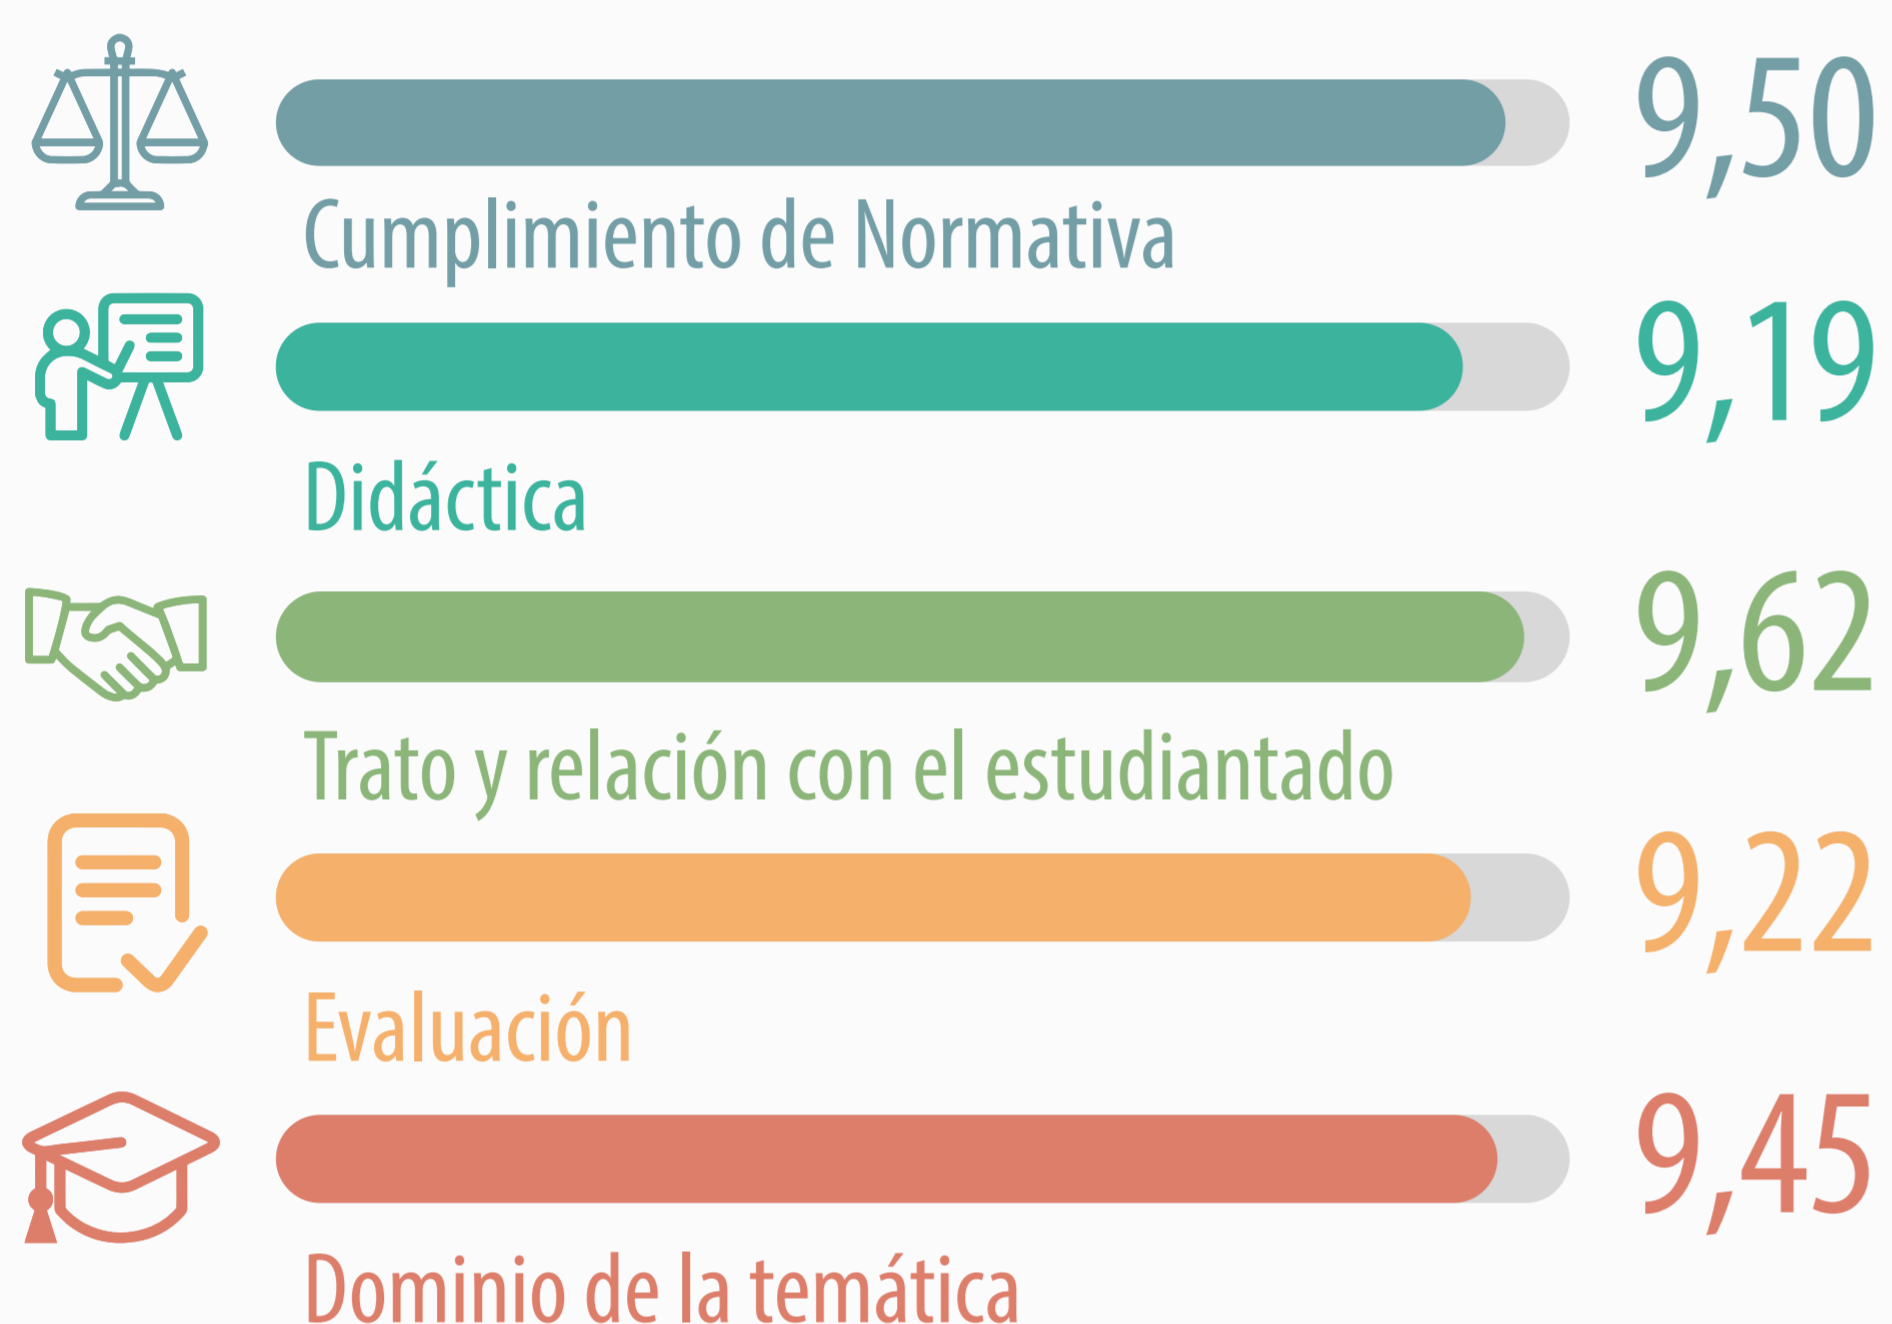 9,50
Cumplimiento de Normativa
9,19
Didáctica
9,62
Trato y relación con el estudiantado
9,22
Evaluación
9,45
Dominio de la temática